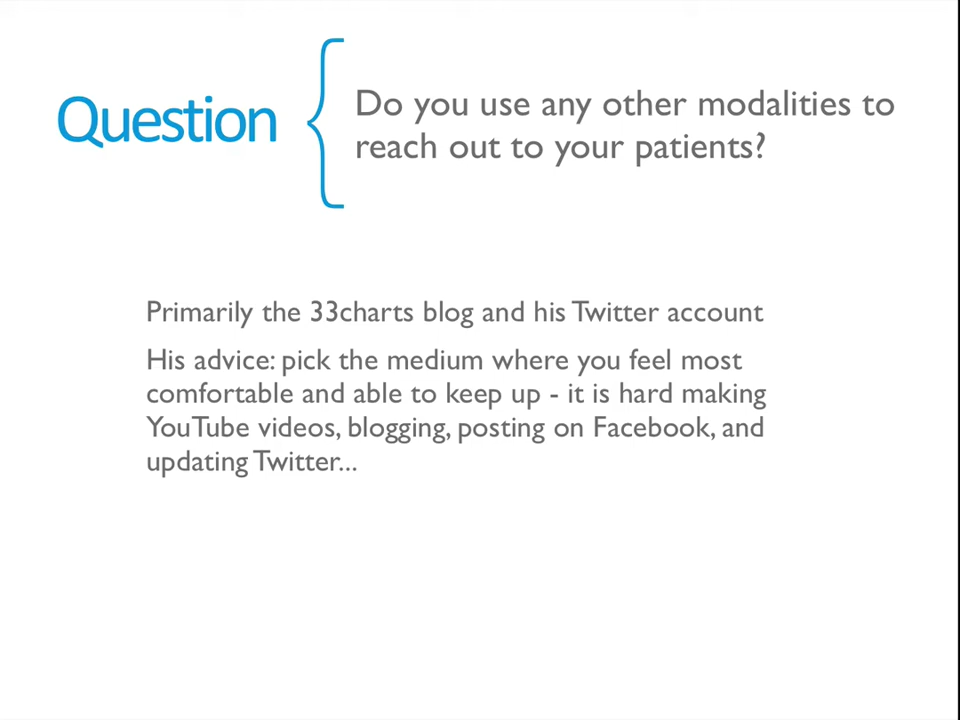 Question
Do you use any other modalities to
reach out to your patients?
Primarily the 33charts blog and his Twitter account
His advice: pick the medium where you feel most
comfortable and able to keep up - it is hard making
YouTube videos, blogging, posting on Facebook, and
updating Twitter...